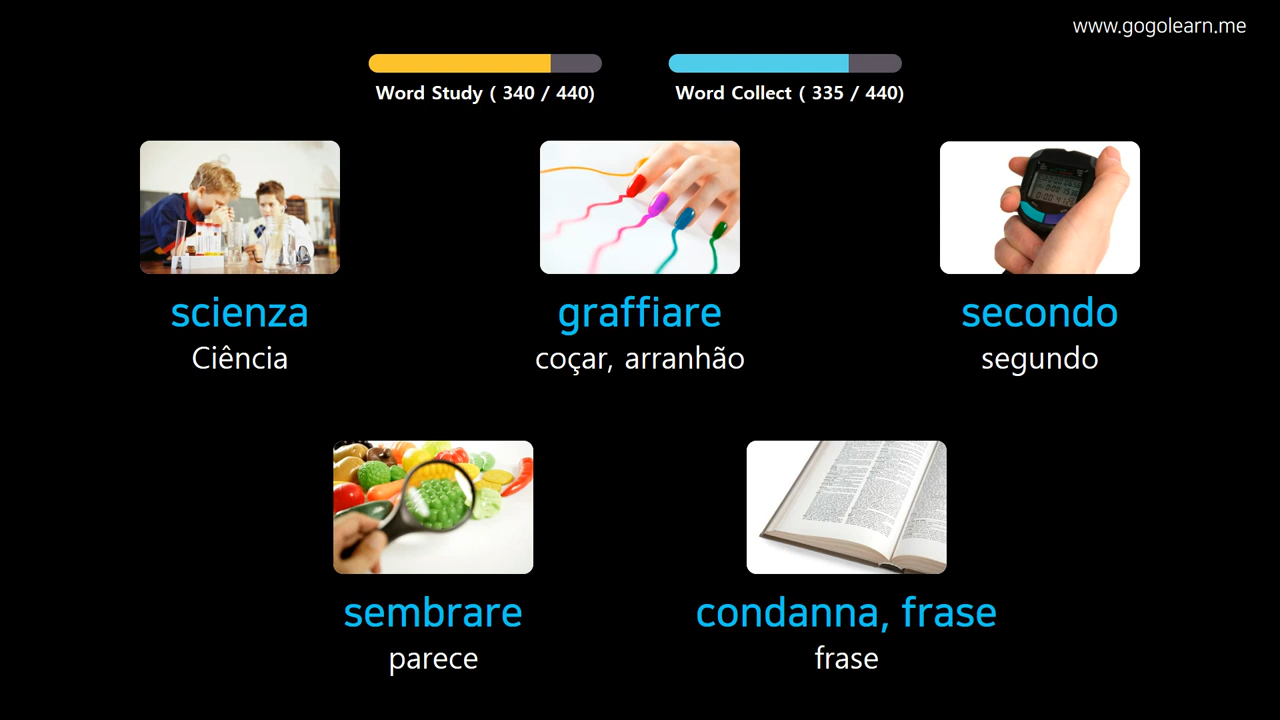 www.gogolearn.me
Word Study ( 340 / 440)
Word Collect ( 335 / 440)
scienza
Ciência
graffiare
coçar, arranhão
secondo
segundo
sembrare
parece
condanna, frase
frase